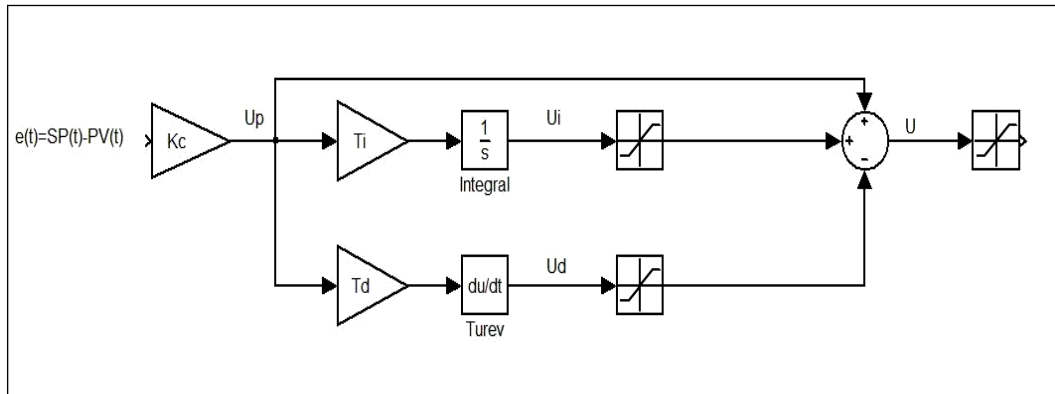 e(t)=SP(t)-PV(t)
Kc
Up
Ti
1
s
Integral
Ui
+
+
-
U
Td
du/dt
Turev
Ud